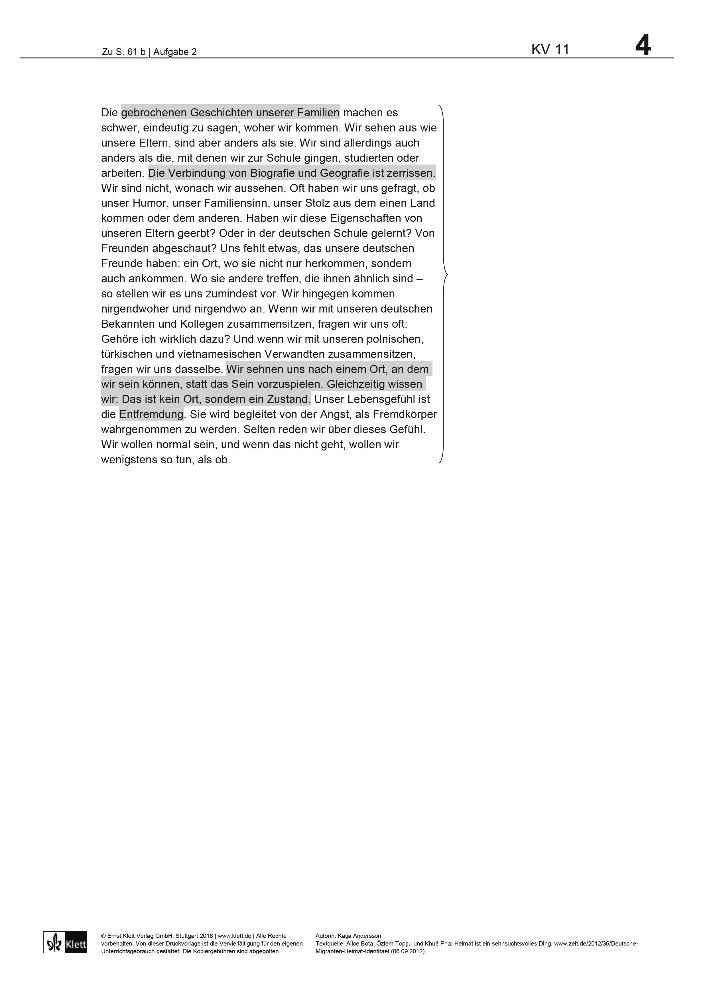 Zu S. 61 b | Aufgabe 2
KV 11
4
Die gebrochenen Geschichten unserer Familien machen es
schwer, eindeutig zu sagen, woher wir kommen. Wir sehen aus wie
unsere Eltern, sind aber anders als sie. Wir sind allerdings auch
anders als die, mit denen wir zur Schule gingen, studierten oder
arbeiten. Die Verbindung von Biografie und Geografie ist zerrissen.
Wir sind nicht, wonach wir aussehen. Oft haben wir uns gefragt, ob
unser Humor, unser Familiensinn, unser Stolz aus dem einen Land
kommen oder dem anderen. Haben wir diese Eigenschaften von
unseren Eltern geerbt? Oder in der deutschen Schule gelernt? Von
Freunden abgeschaut? Uns fehlt etwas, das unsere deutschen
Freunde haben: ein Ort, wo sie nicht nur herkommen, sondern
auch ankommen. Wo sie andere treffen, die ihnen ähnlich sind –
so stellen wir es uns zumindest vor. Wir hingegen kommen
nirgendwoher und nirgendwo an. Wenn wir mit unseren deutschen
Bekannten und Kollegen zusammensitzen, fragen wir uns oft:
Gehöre ich wirklich dazu? Und wenn wir mit unseren polnischen,
türkischen und vietnamesischen Verwandten zusammensitzen,
fragen wir uns dasselbe. Wir sehnen uns nach einem Ort, an dem
wir sein können, statt das Sein vorzuspielen. Gleichzeitig wissen
wir: Das ist kein Ort, sondern ein Zustand. Unser Lebensgefühl ist
die Entfremdung. Sie wird begleitet von der Angst, als Fremdkörper
wahrgenommen zu werden. Selten reden wir über dieses Gefühl.
Wir wollen normal sein, und wenn das nicht geht, wollen wir
wenigstens so tun, als ob.
Klett
© Ernst Klett Verlag GmbH, Stuttgart 2018 | www.klett.de | Alle Rechte
vorbehalten. Von dieser Druckvorlage ist die Vervielfältigung für den eigenen
Unterrichtsgebrauch gestattet. Die Kopiergebühren sind abgegolten.
Autorin: Katja Andersson
Textquelle: Alice Bota, Özlem Topçu und Khuê Pha: Heimat ist ein sehnsuchtsvolles Ding. www.zeit.de/2012/36/Deutsche-
Migranten-Heimat-Identitaet (06.09.2012)